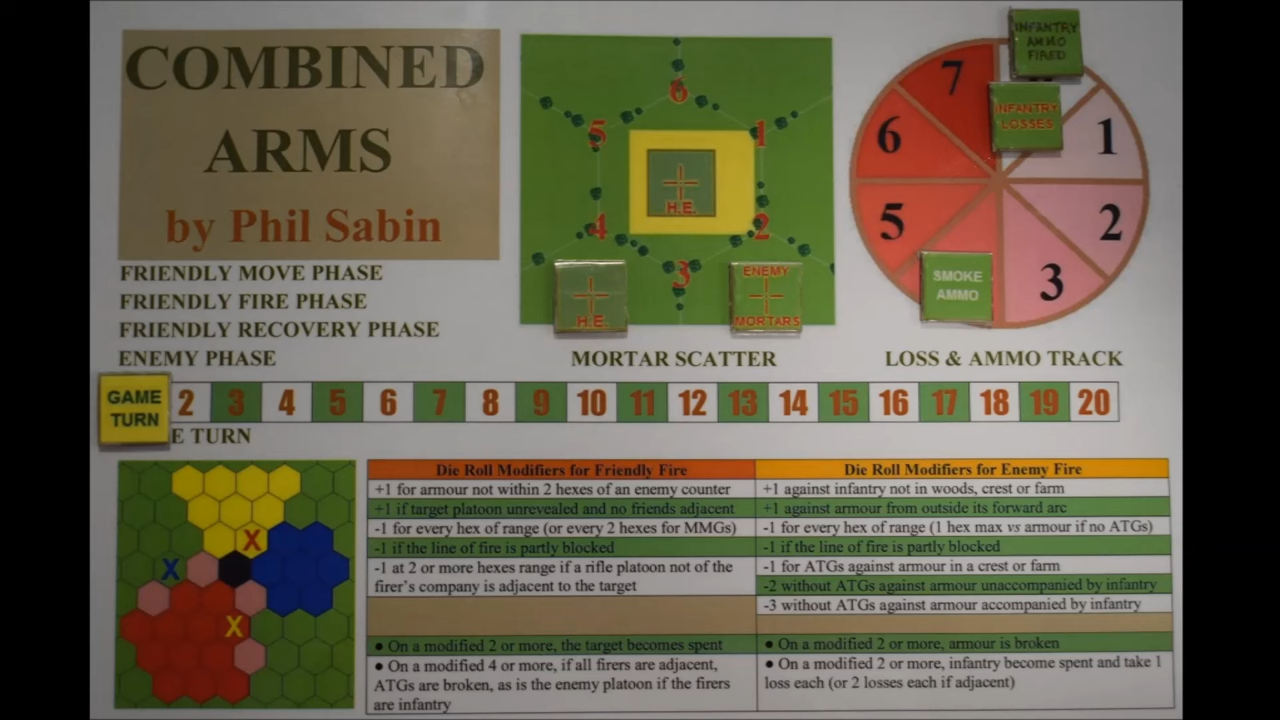 COMBINED
ARMS
by Phil Sabin
FRIENDLY MOVE PHASE
FRIENDLY FIRE PHASE
FRIENDLY RECOVERY PHASE
ENEMY PHASE
6
5
1
4
2
3
H.E.
H.E.
ENEMY
MORTARS
MORTAR SCATTER
INFANTRY
AMMO
FIRED
INFANTRY
LOSSES
7
6
1
5
2
3
SMOKE
AMMO
LOSS & AMMO TRACK
GAME
TURN
2 3 4 5 6 7 8 9 10 11 12 13 14 15 16 17 18 19 20
E TURN
X
X
X
Die Roll Modifiers for Friendly Fire
+1 for armour not within 2 hexes of an enemy counter
+1 if target platoon unrevealed and no friends adjacent
-1 for every hex of range (or every 2 hexes for MMGs)
-1 if the line of fire is partly blocked
-1 at 2 or more hexes range if a rifle platoon not of the
firer's company is adjacent to the target
● On a modified 2 or more, the target becomes spent
● On a modified 4 or more, if all firers are adjacent,
ATGs are broken, as is the enemy platoon if the firers
are infantry
Die Roll Modifiers for Enemy Fire
+1 against infantry not in woods, crest or farm
+1 against armour from outside its forward arc
-1 for every hex of range (1 hex max vs armour if no ATGs)
-1 if the line of fire is partly blocked
-1 for ATGs against armour in a crest or farm
-2 without ATGs against armour unaccompanied by infantry
-3 without ATGs against armour accompanied by infantry
● On a modified 2 or more, armour is broken
● On a modified 2 or more, infantry become spent and take 1
loss each (or 2 losses each if adjacent)